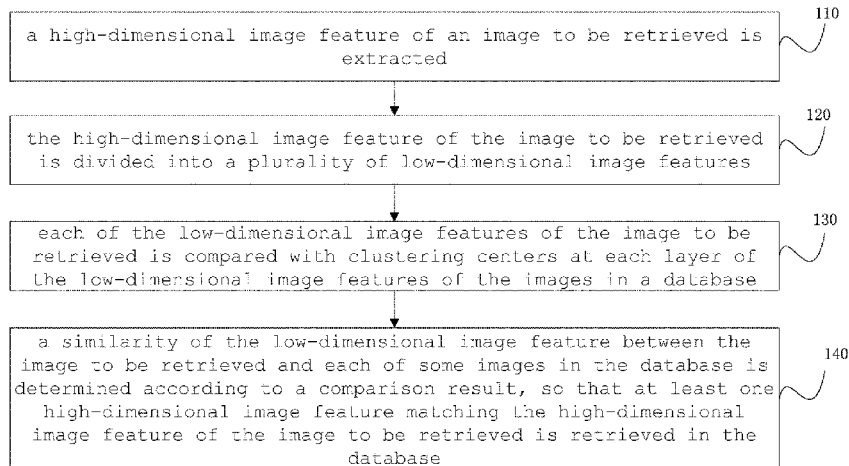 a high-dimensional image feature of an image to be retrieved is
extracted
110
the high-dimensional image feature of the image to be retrieved
is divided into a plurality of low-dimensional image features
120
each of the low-dimensional image features of the image to be
retrieved is compared with clustering centers at each layer of
the low-dimensional image features of the images in a database
130
a similarity of the low-dimensional image feature between the
image to be retrieved and each of some images in the database is
determined according to a comparison result, so that at least one
high-dimensional image feature matching the high-dimensional
image feature of the image to be retrieved is retrieved in the
database
140